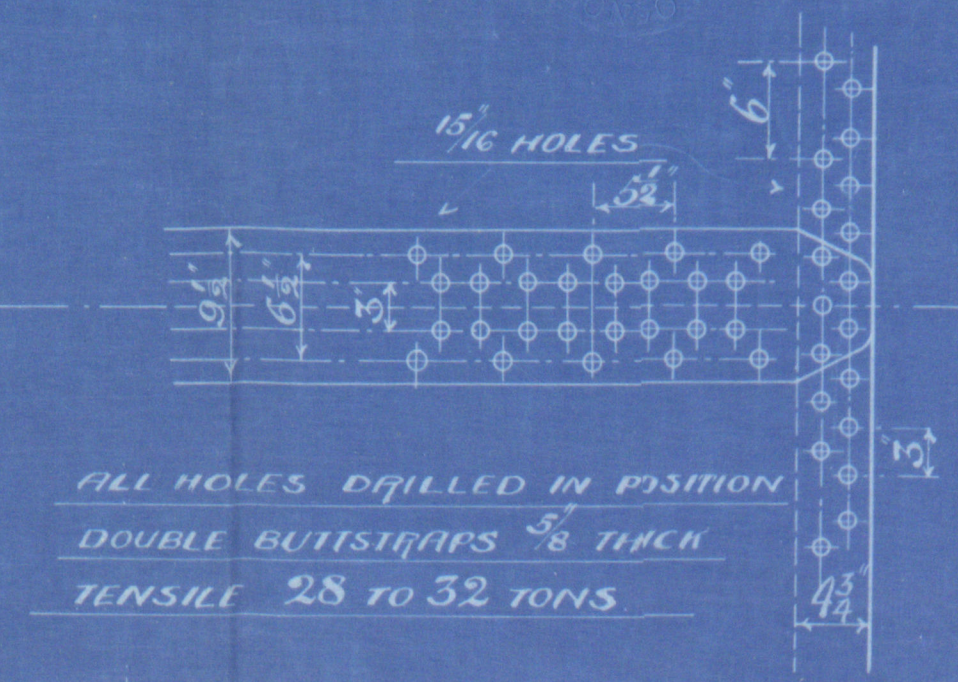 15/16" HOLES
5 1/2"
6"
9 1/2"
6 1/2"
3"
3"
ALL HOLES DRILLED IN POSITION
DOUBLE BUTTSTRAPS 5/8" THICK
TENSILE 28 TO 32 TONS
4 3/4"